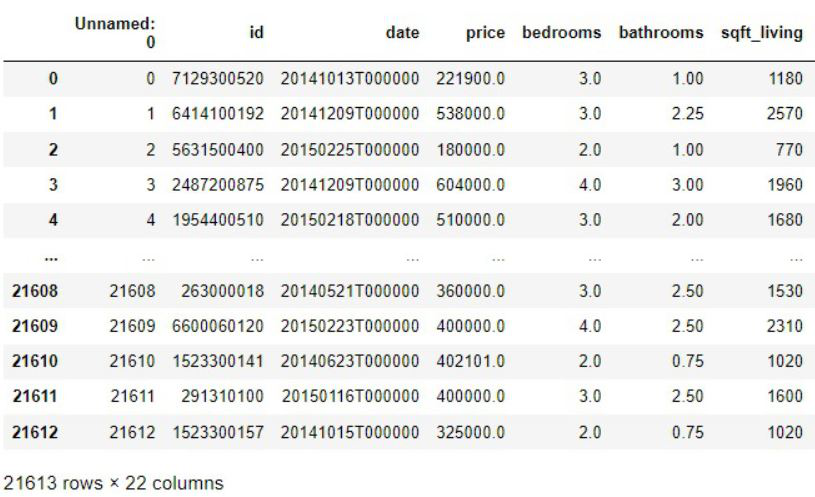 Unnamed: 0 id date price bedrooms bathrooms sqft_living
0 0 7129300520 20141013T000000 221900.0 3.0 1.00 1180
1 1 6414100192 20141209T000000 538000.0 3.0 2.25 2570
2 2 5631500400 20150225T000000 180000.0 2.0 1.00 770
3 3 2487200875 20141209T000000 604000.0 4.0 3.00 1960
4 4 1954400510 20150218T000000 510000.0 3.0 2.00 1680
... ... ... ... ... ... ... ...
21608 21608 263000018 20140521T000000 360000.0 3.0 2.50 1530
21609 21609 6600060120 20150223T000000 400000.0 4.0 2.50 2310
21610 21610 1523300141 20140623T000000 402101.0 2.0 0.75 1020
21611 21611 291310100 20150116T000000 400000.0 3.0 2.50 1600
21612 21612 1523300157 20141015T000000 325000.0 2.0 0.75 1020
21613 rows × 22 columns